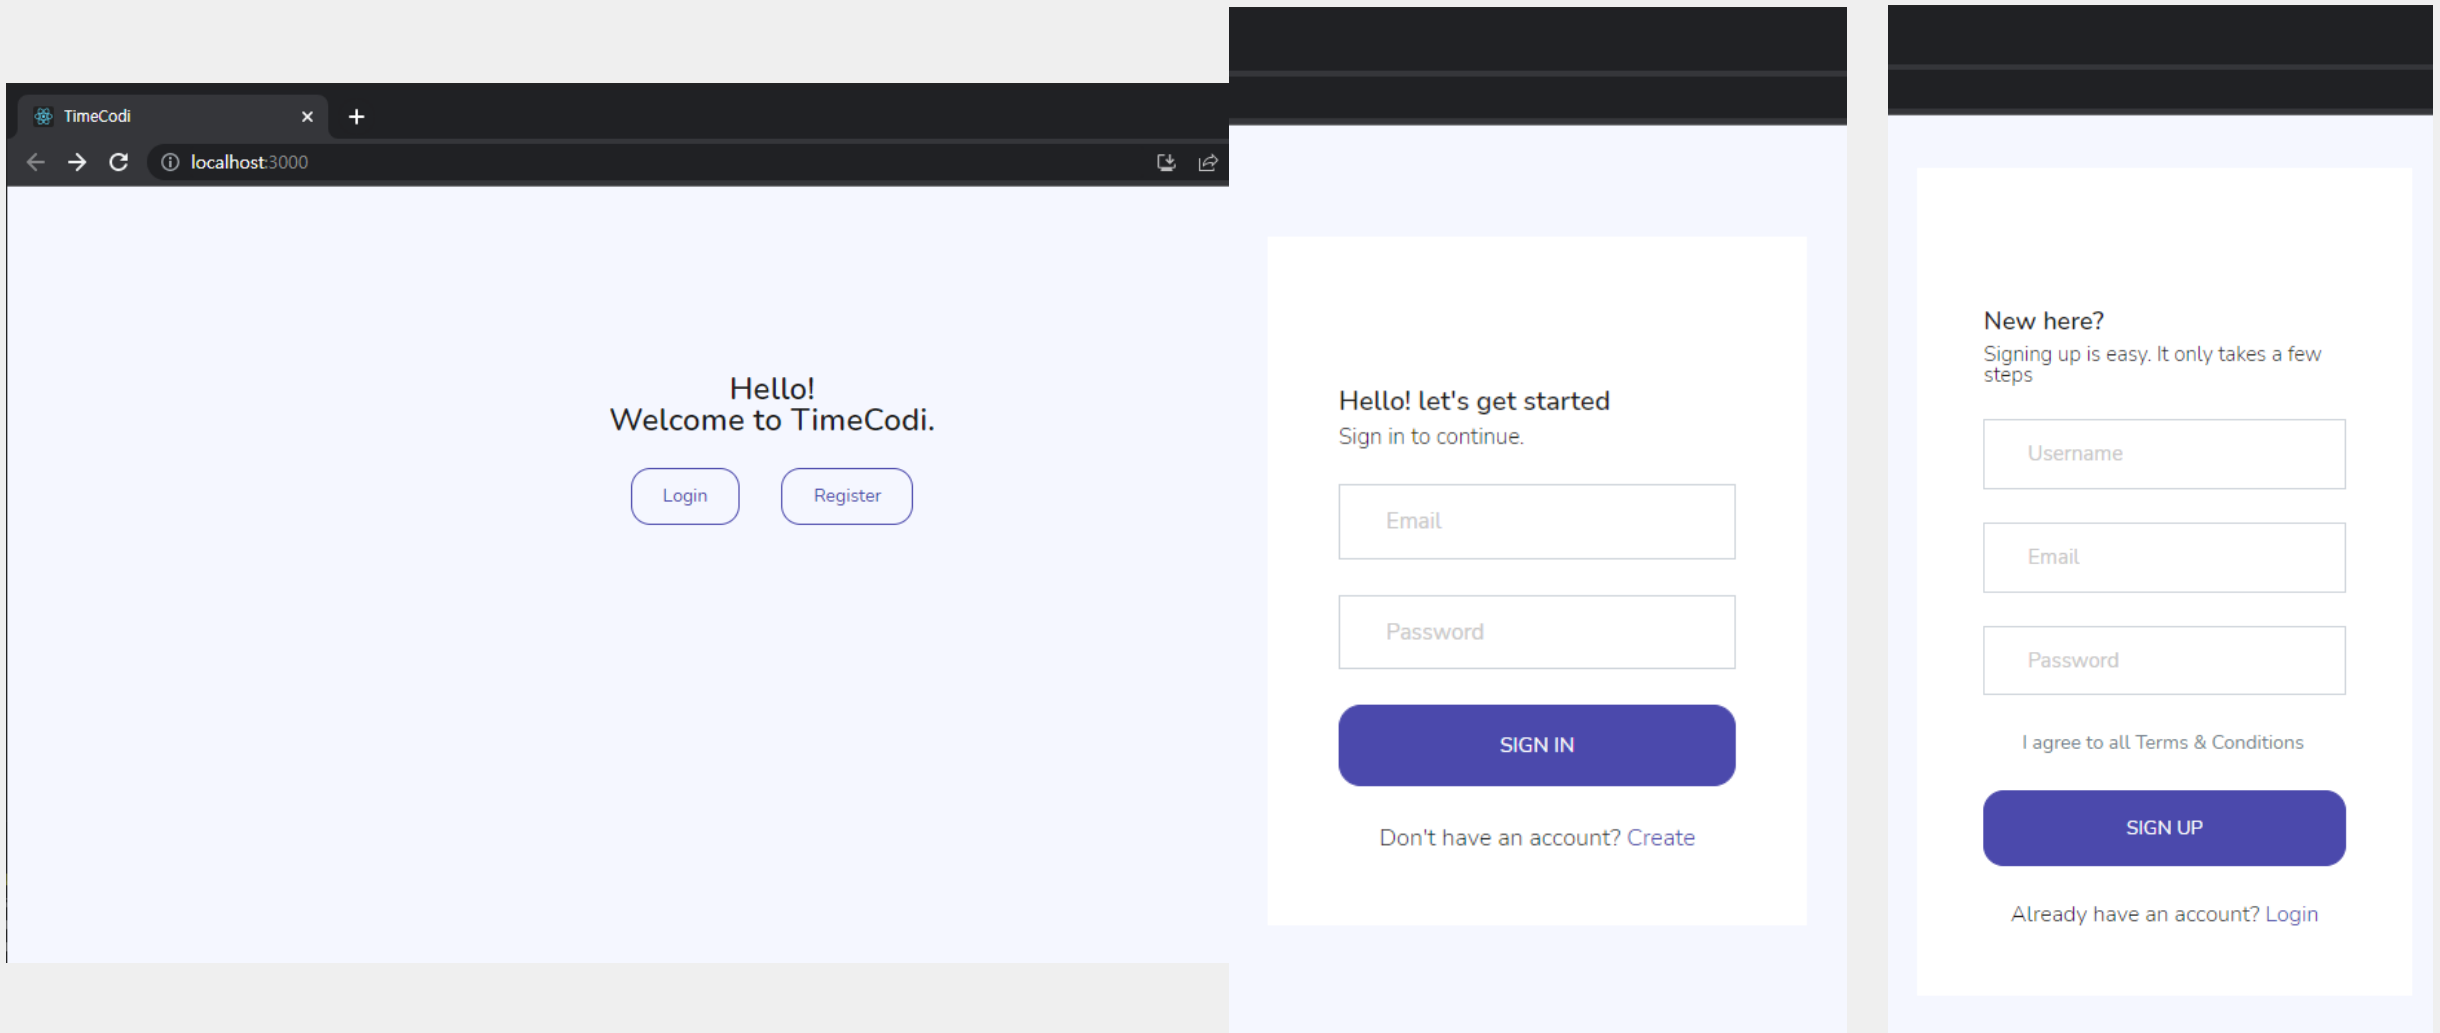 TimeCodi
localhost:3000
Hello!
Welcome to TimeCodi.
Login
Register
Hello! let's get started
Sign in to continue.
Email
Password
SIGN IN
Don't have an account? Create
New here?
Signing up is easy. It only takes a few
steps
Username
Email
Password
I agree to all Terms & Conditions
SIGN UP
Already have an account? Login